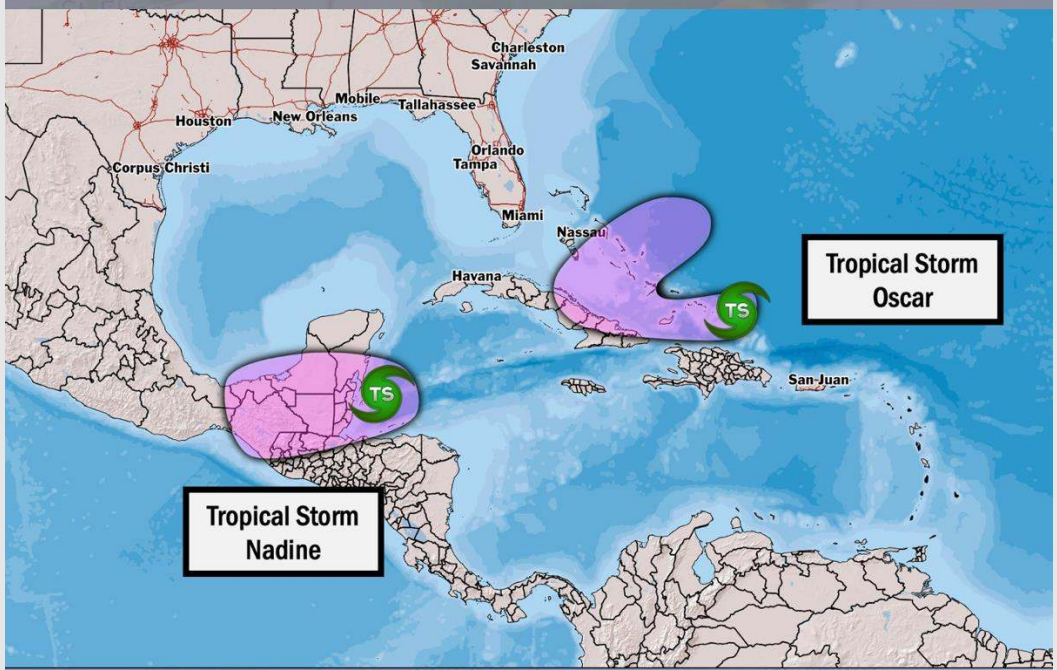 Charleston
Savannah
Mobile
Tallahassee
Houston
New Orleans
Orlando
Corpus Christi
Tampa
Miami
Nassau
Tropical Storm
Oscar
Havana
TS
San Juan
TS
Tropical Storm
Nadine